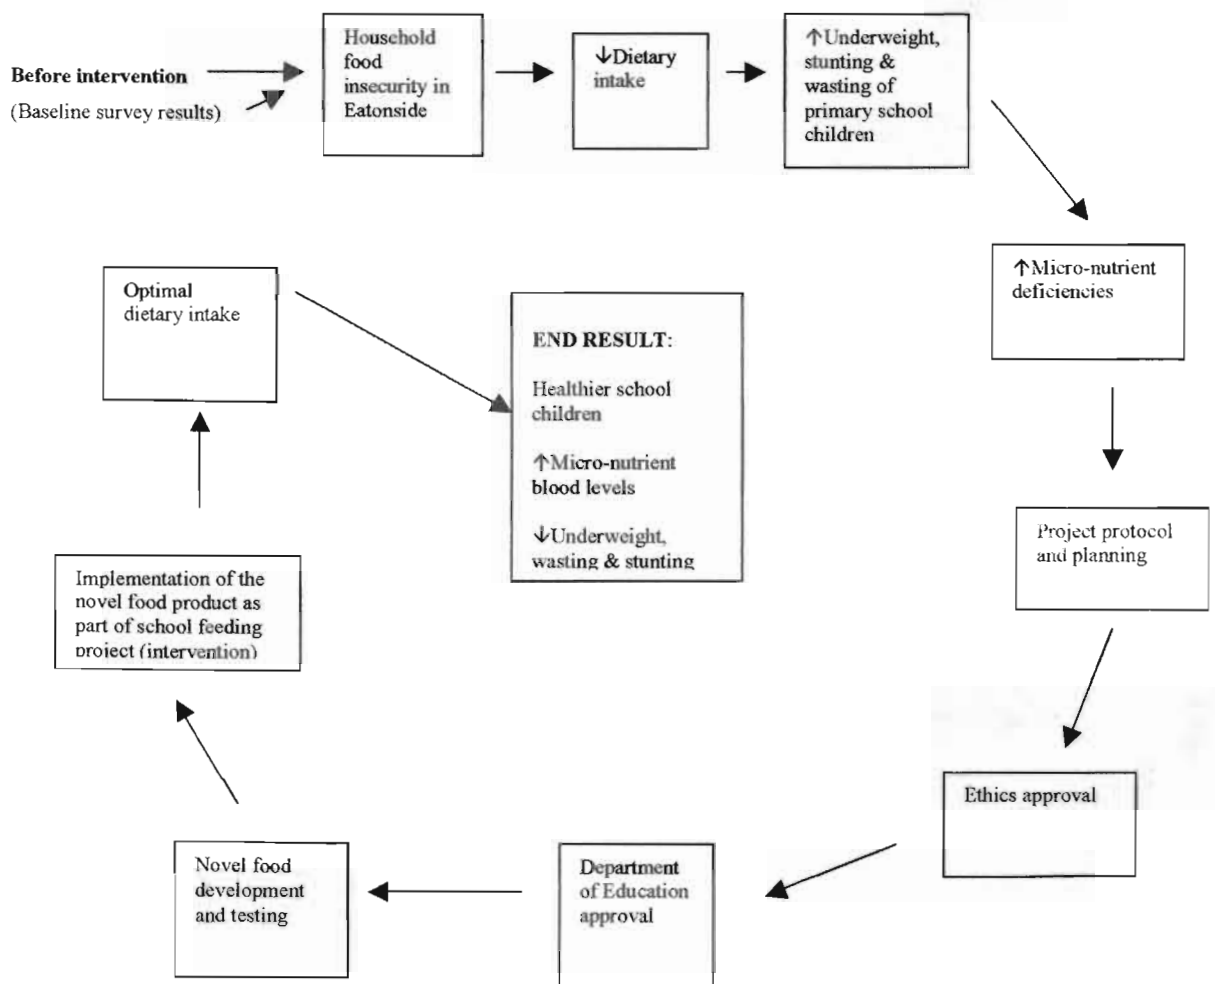 Before intervention
(Baseline survey results)
Household
food
insecurity in
Eatonside
↓Dietary
intake
↑Underweight,
stunting &
wasting of
primary school
children
↑Micro-nutrient
deficiencies
Project protocol
and planning
Ethics approval
Department
of Education
approval
Novel food
development
and testing
Implementation of the
novel food product as
part of school feeding
project (intervention)
Optimal
dietary intake
END RESULT:
Healthier school
children
↑Micro-nutrient
blood levels
↓Underweight,
wasting & stunting